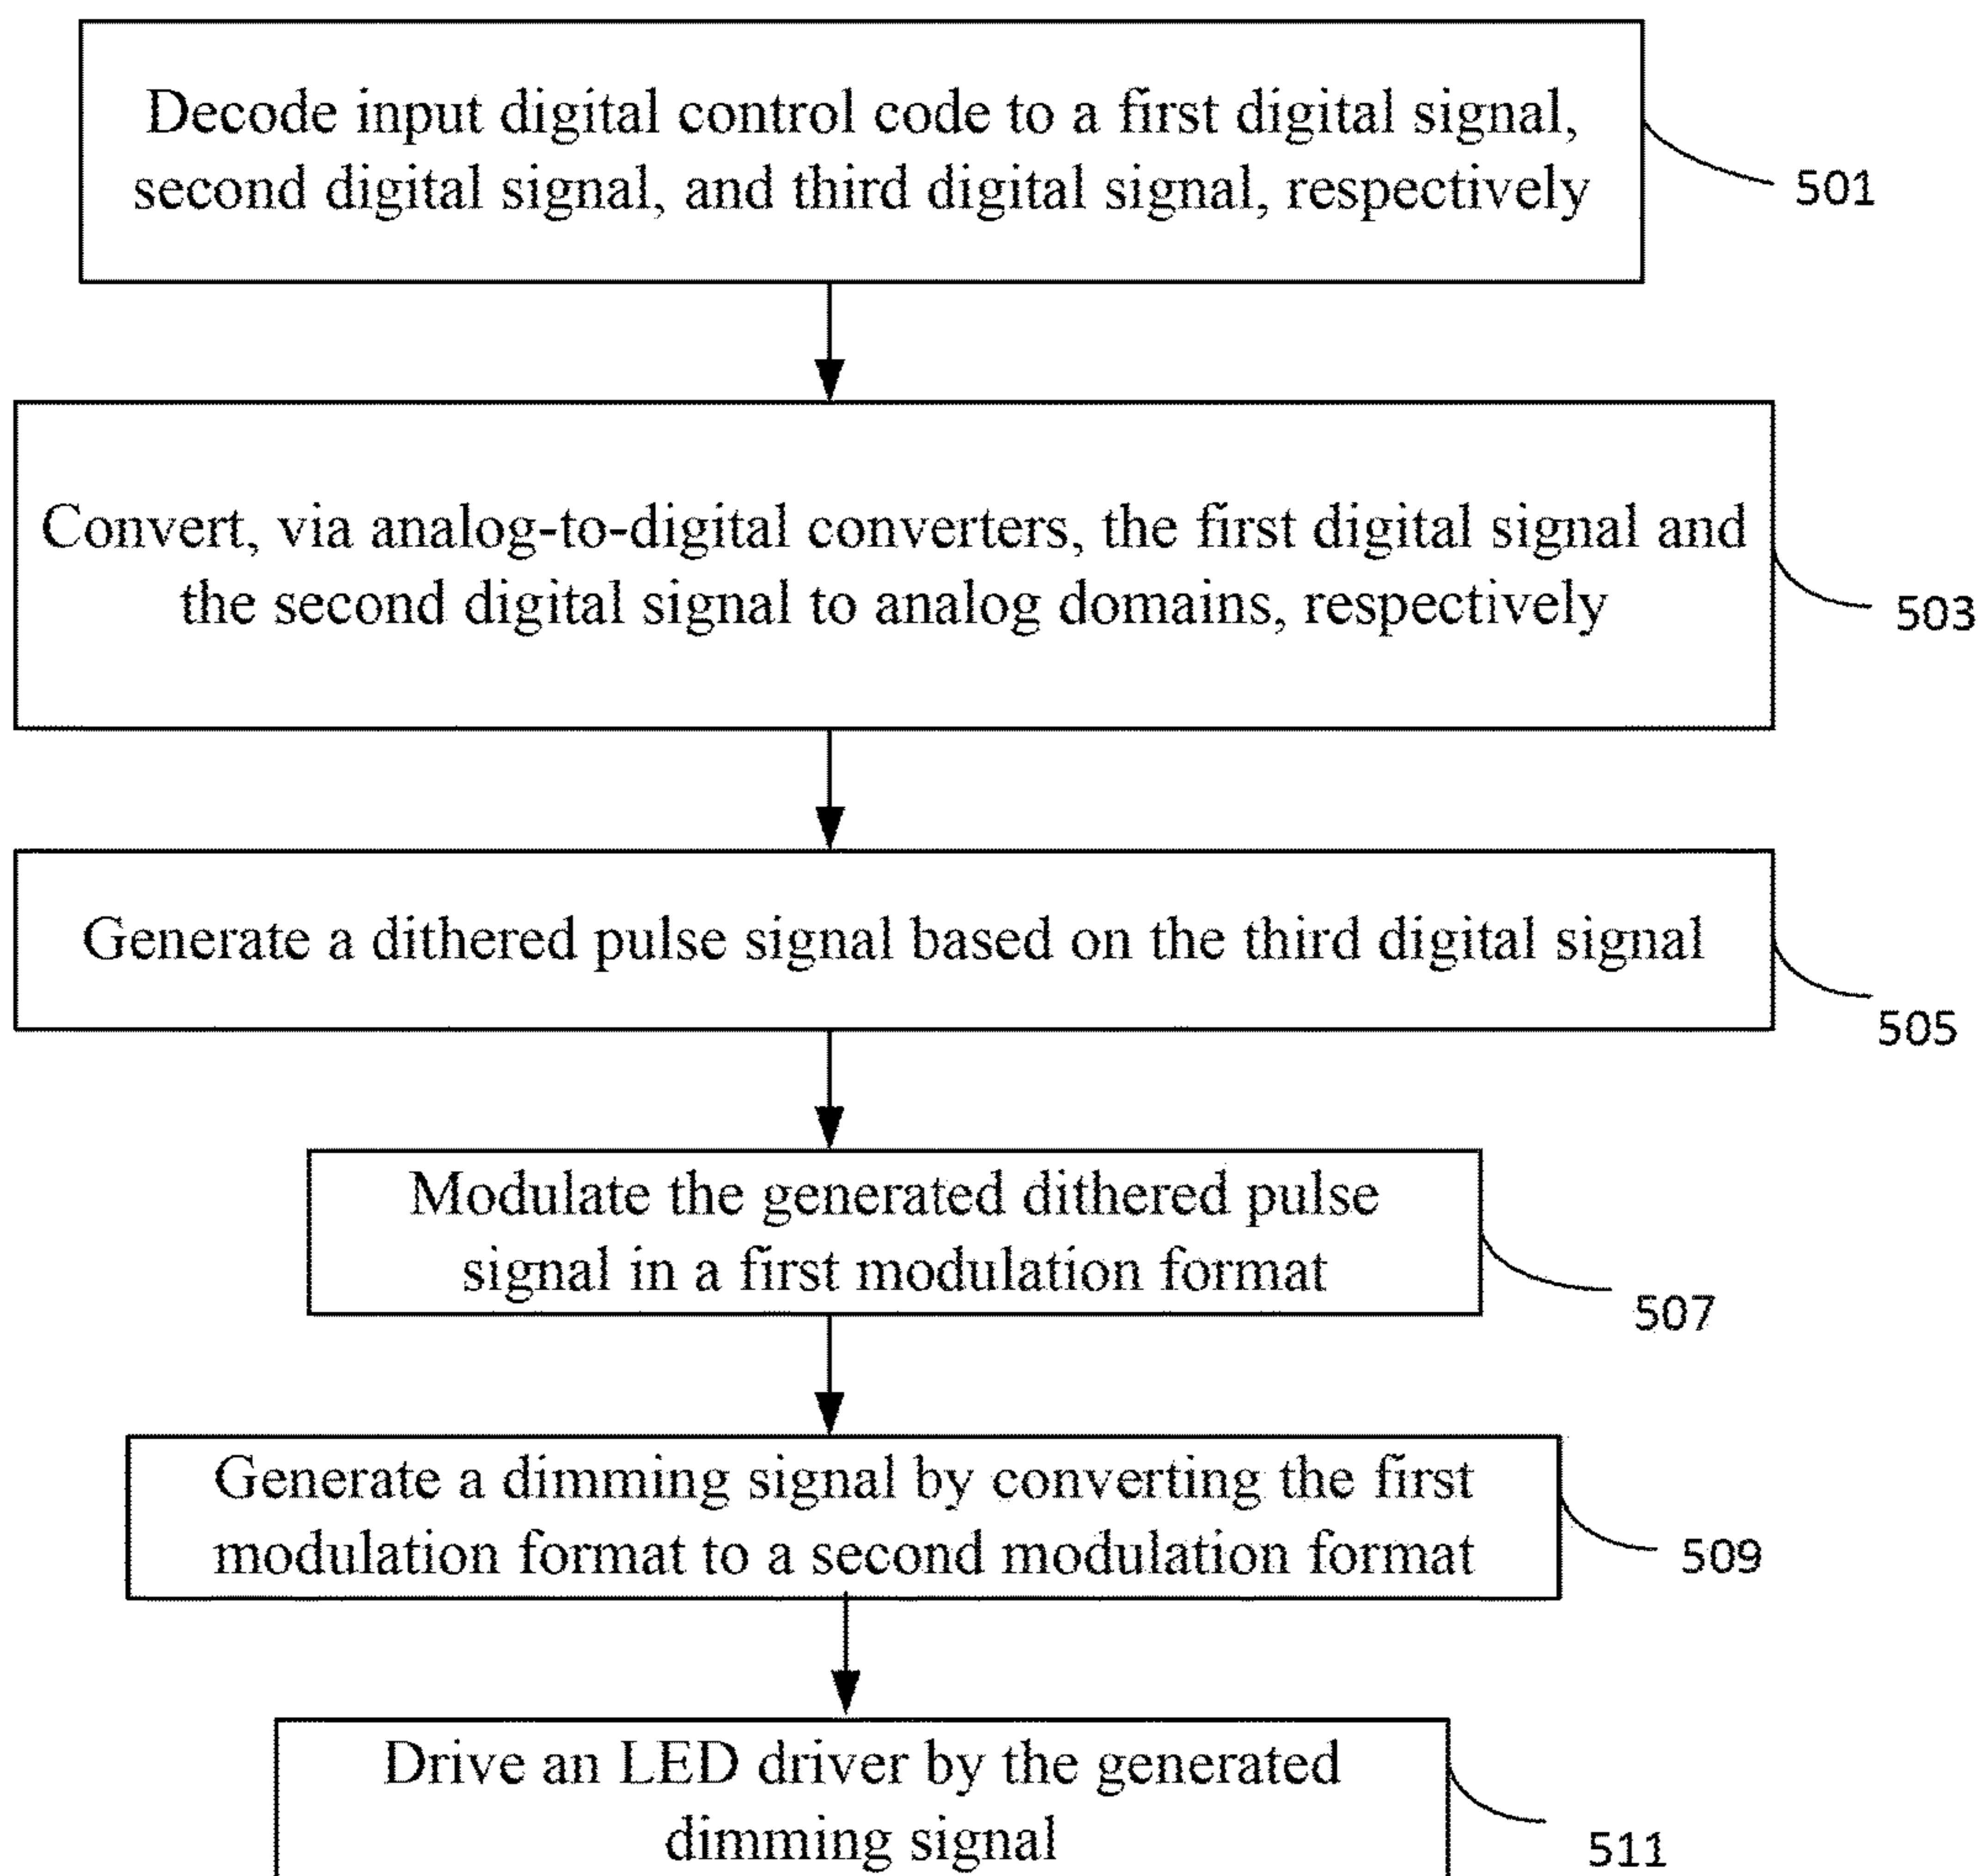 Decode input digital control code to a first digital signal,
second digital signal, and third digital signal, respectively
501
Convert, via analog-to-digital converters, the first digital signal and
the second digital signal to analog domains, respectively
503
Generate a dithered pulse signal based on the third digital signal
505
Modulate the generated dithered pulse
signal in a first modulation format
507
Generate a dimming signal by converting the first
modulation format to a second modulation format
509
Drive an LED driver by the generated
dimming signal
511